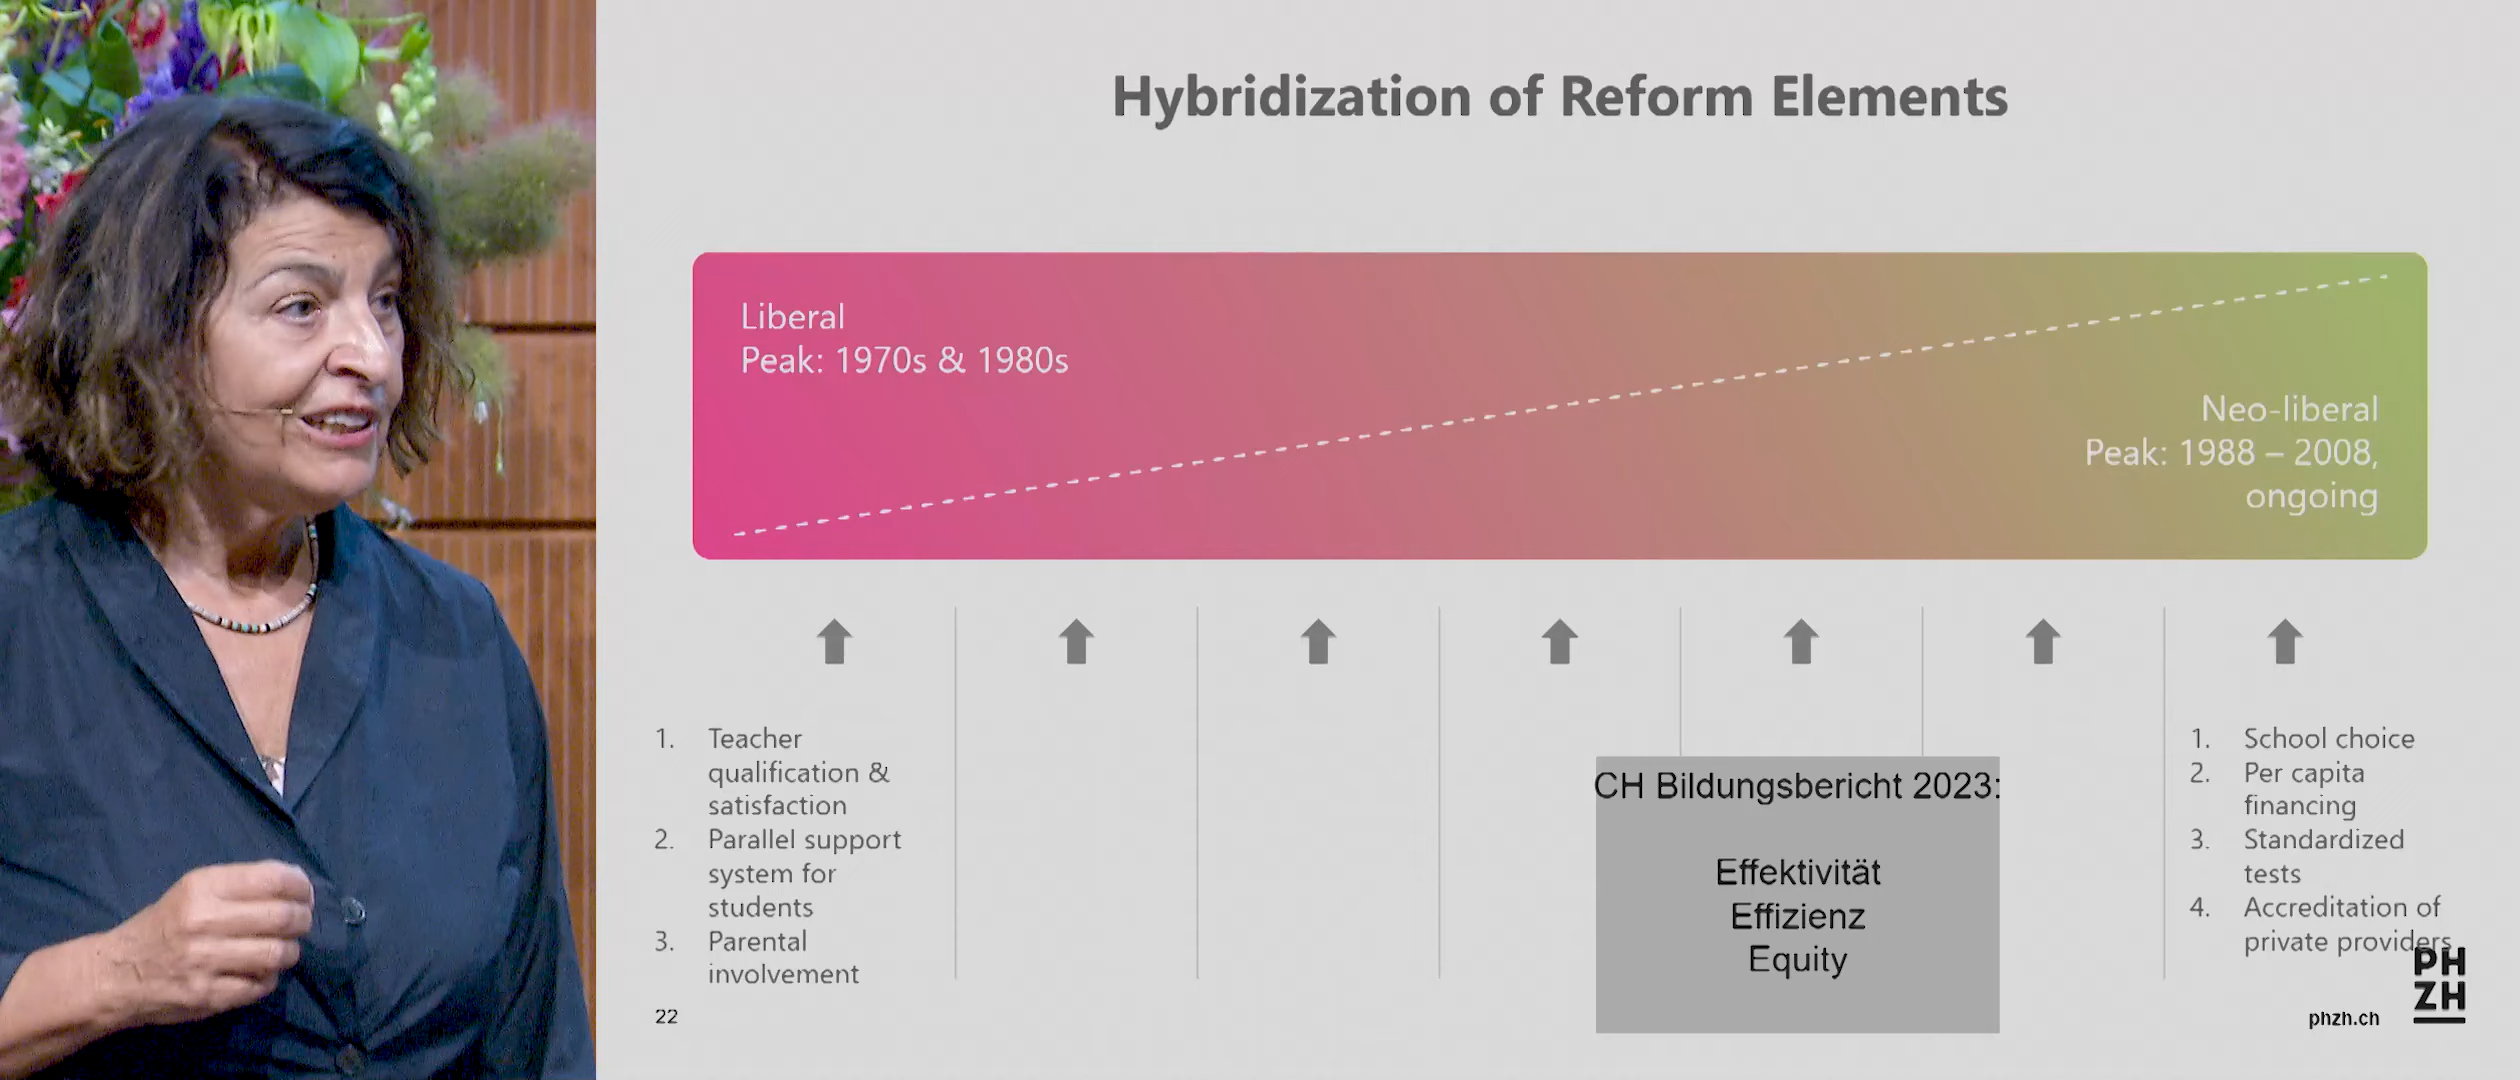 Hybridization of Reform Elements
Liberal
Peak: 1970s & 1980s
Neo-liberal
Peak: 1988 – 2008,
ongoing
1. Teacher
qualification &
satisfaction
2. Parallel support
system for
students
3. Parental
involvement
CH Bildungsbericht 2023:
Effektivität
Effizienz
Equity
1. School choice
2. Per capita
financing
3. Standardized
tests
4. Accreditation of
private providers
22
phzh.ch
PH
ZH